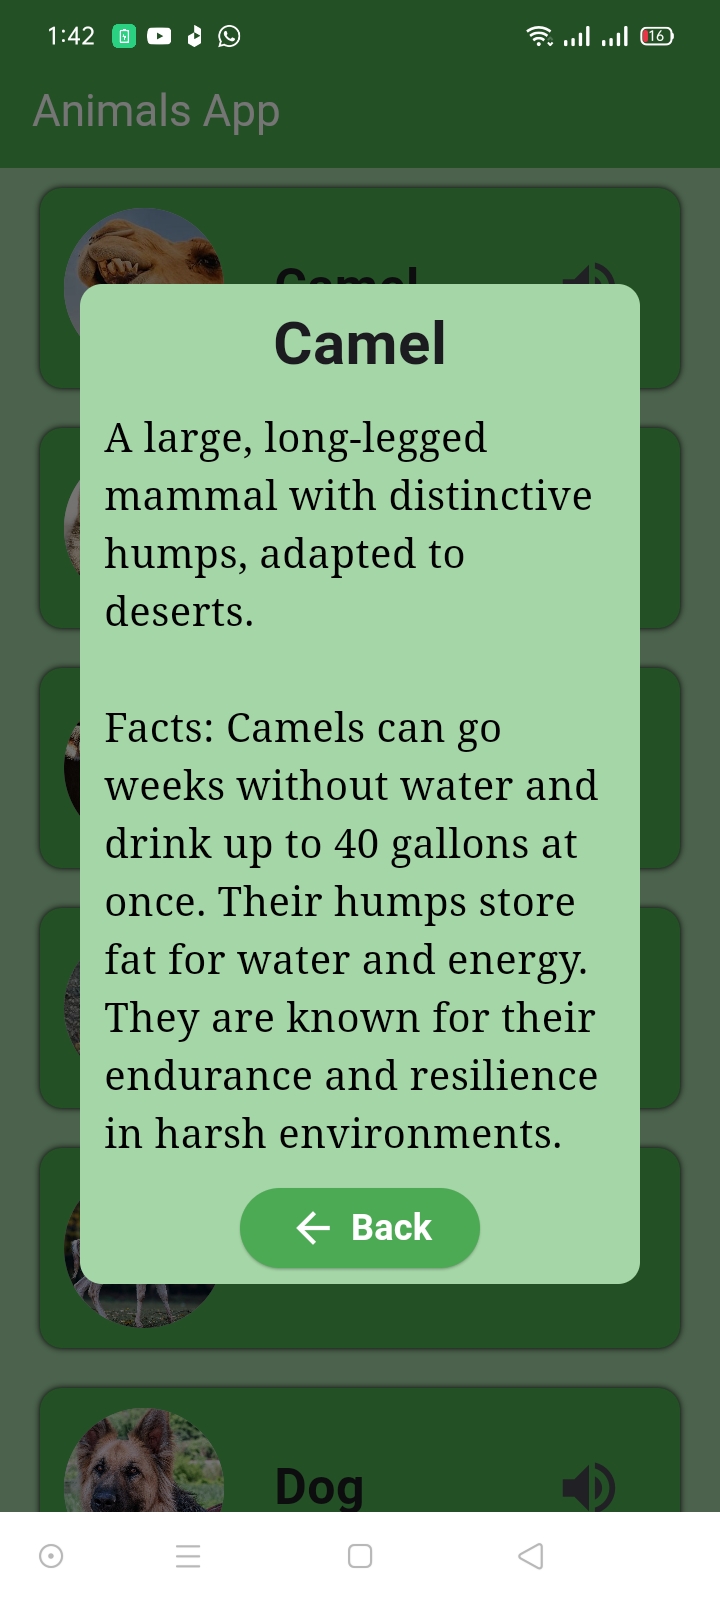 1:42
16
Animals App
Camel
Camel
A large, long-legged
mammal with distinctive
humps, adapted to
deserts.
Facts: Camels can go
weeks without water and
drink up to 40 gallons at
once. Their humps store
fat for water and energy.
They are known for their
endurance and resilience
in harsh environments.
Back
Dog